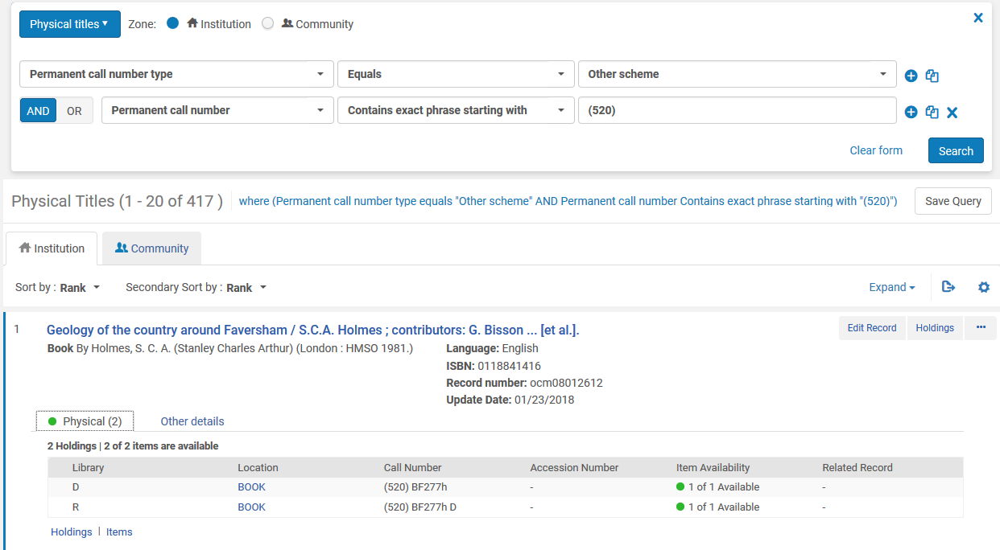 Physical titles Zone: Institution Community
Permanent call number type Equals Other scheme
AND OR Permanent call number Contains exact phrase starting with (520)
Clear form Search
Physical Titles (1 - 20 of 417 ) where (Permanent call number type equals "Other scheme" AND Permanent call number Contains exact phrase starting with "(520)") Save Query
Institution Community
Sort by : Rank Secondary Sort by : Rank Expand
1 Geology of the country around Faversham / S.C.A. Holmes ; contributors: G. Bisson ... [et al.]. Edit Record Holdings ...
Book By Holmes, S. C. A. (Stanley Charles Arthur) (London : HMSO 1981.) Language: English
ISBN: 0118841416
Record number: ocm08012612
Update Date: 01/23/2018
Physical (2) Other details
2 Holdings | 2 of 2 items are available
Library Location Call Number Accession Number Item Availability Related Record
D BOOK (520) BF277h - 1 of 1 Available -
R BOOK (520) BF277h D - 1 of 1 Available -
Holdings | Items